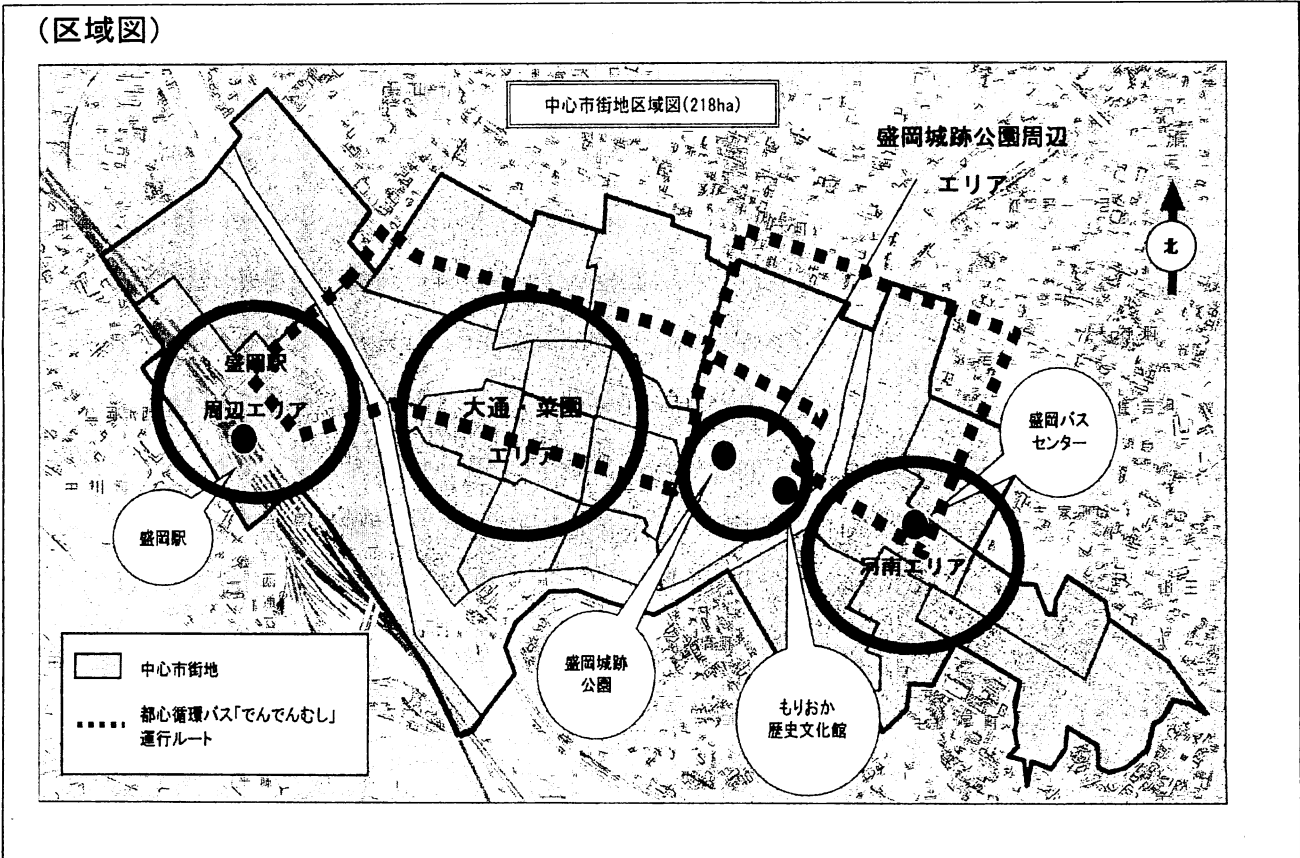 (区域図)
中心市街地区域図(218ha)
盛岡城跡公園周辺
エリア
北
盛岡駅
周辺エリア
大通・菜園
エリア
盛岡バス
センター
盛岡駅
河南エリア
盛岡城跡
公園
もりおか
歴史文化館
中心市街地
都心循環バス「でんでんむし」
運行ルート